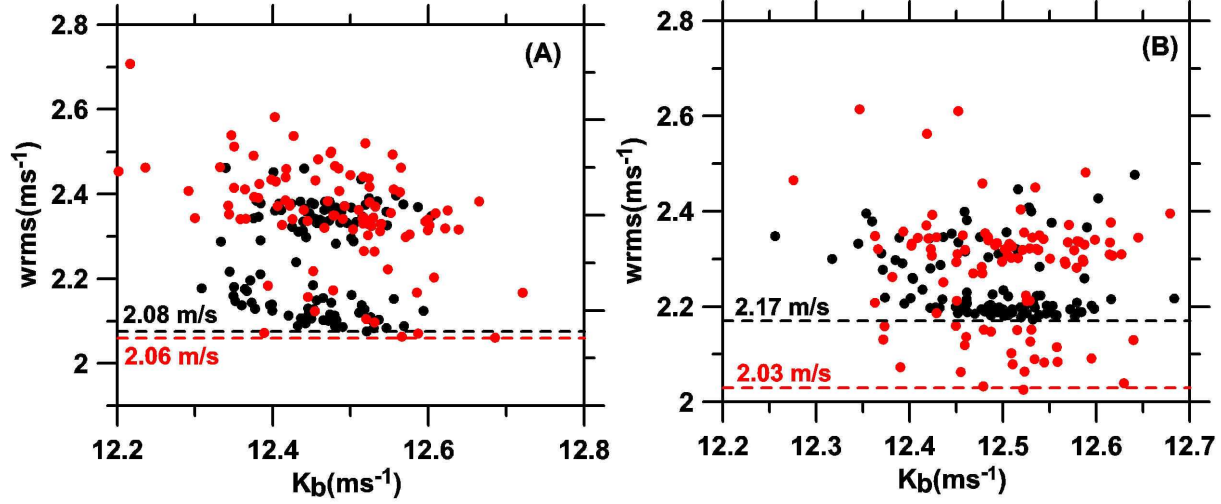 2.8
2.6
2.4
2.2
2
wrms(ms-1)
(A)
2.08 m/s
2.06 m/s
12.2 12.4 12.6 12.8
Kb(ms-1)
2.8
2.6
2.4
2.2
2
wrms(ms-1)
(B)
2.17 m/s
2.03 m/s
12.2 12.3 12.4 12.5 12.6 12.7
Kb(ms-1)